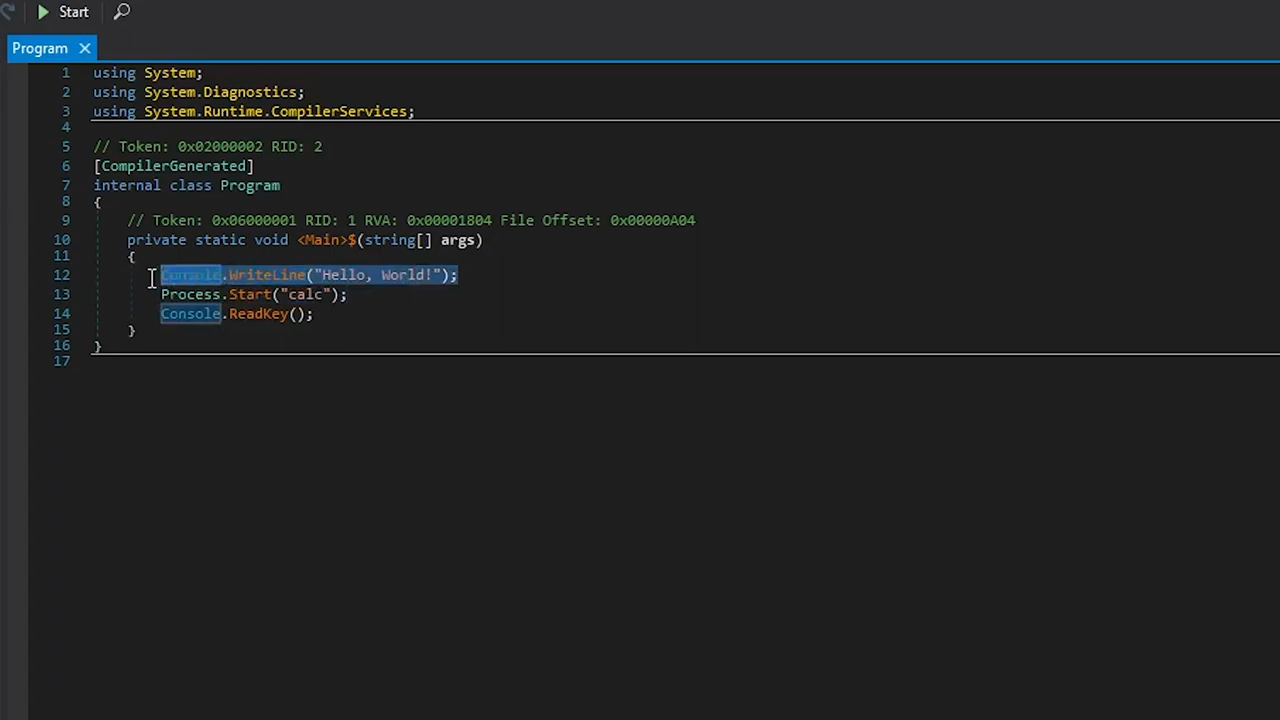 Start
Program
1 using System;
2 using System.Diagnostics;
3 using System.Runtime.CompilerServices;
4
5 // Token: 0x02000002 RID: 2
6 [CompilerGenerated]
7 internal class Program
8 {
9 // Token: 0x06000001 RID: 1 RVA: 0x00001804 File Offset: 0x00000A04
10 private static void <Main>$(string[] args)
11 {
12 Console.WriteLine("Hello, World!");
13 Process.Start("calc");
14 Console.ReadKey();
15 }
16 }
17